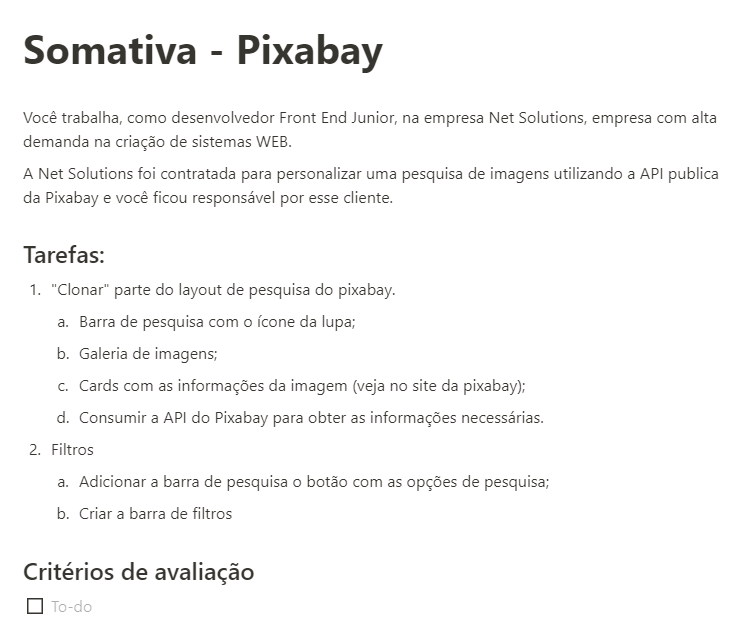 Somativa - Pixabay
Você trabalha, como desenvolvedor Front End Junior, na empresa Net Solutions, empresa com alta
demanda na criação de sistemas WEB.
A Net Solutions foi contratada para personalizar uma pesquisa de imagens utilizando a API publica
da Pixabay e você ficou responsável por esse cliente.
Tarefas:
1. "Clonar" parte do layout de pesquisa do pixabay.
a. Barra de pesquisa com o ícone da lupa;
b. Galeria de imagens;
c. Cards com as informações da imagem (veja no site da pixabay);
d. Consumir a API do Pixabay para obter as informações necessárias.
2. Filtros
a. Adicionar a barra de pesquisa o botão com as opções de pesquisa;
b. Criar a barra de filtros
Critérios de avaliação
To-do